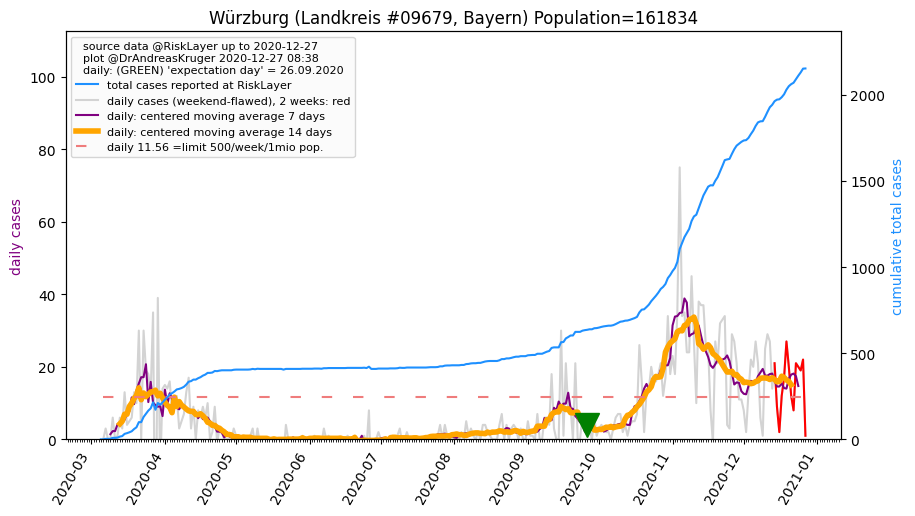 Würzburg (Landkreis #09679, Bayern) Population=161834
source data @RiskLayer up to 2020-12-27
plot @DrAndreasKruger 2020-12-27 08:38
daily: (GREEN) 'expectation day' = 26.09.2020
total cases reported at RiskLayer
daily cases (weekend-flawed), 2 weeks: red
daily: centered moving average 7 days
daily: centered moving average 14 days
daily 11.56 =limit 500/week/1mio pop.
daily cases
100
80
60
40
20
0
cumulative total cases
2000
1500
1000
500
0
2020-03
2020-04
2020-05
2020-06
2020-07
2020-08
2020-09
2020-10
2020-11
2020-12
2021-01